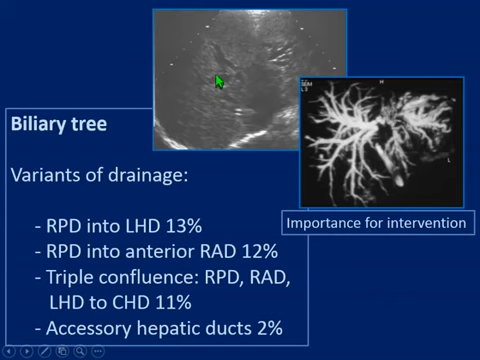 Biliary tree
Variants of drainage:
- RPD into LHD 13%
- RPD into anterior RAD 12%
- Triple confluence: RPD, RAD,
LHD to CHD 11%
- Accessory hepatic ducts 2%
H
L
Importance for intervention